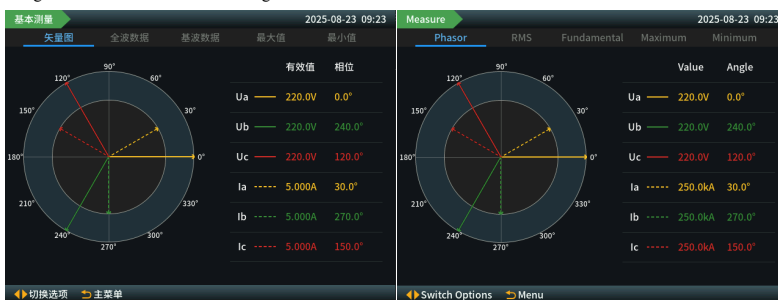 基本测量
2025-08-23 09:23
矢量图 全波数据 基波数据 最大值 最小值
有效值 相位
Ua 220.0V 0.0°
Ub 220.0V 240.0°
Uc 220.0V 120.0°
Ia 5.000A 30.0°
Ib 5.000A 270.0°
Ic 5.000A 150.0°
90°
120° 60°
150° 30°
180° 0°
210° 330°
240° 300°
270°
切换选项 主菜单
Measure
2025-08-23 09:23
Phasor RMS Fundamental Maximum Minimum
Value Angle
Ua 220.0V 0.0°
Ub 220.0V 240.0°
Uc 220.0V 120.0°
Ia 250.0kA 30.0°
Ib 250.0kA 270.0°
Ic 250.0kA 150.0°
90°
120° 60°
150° 30°
180° 0°
210° 330°
240° 300°
270°
Switch Options Menu